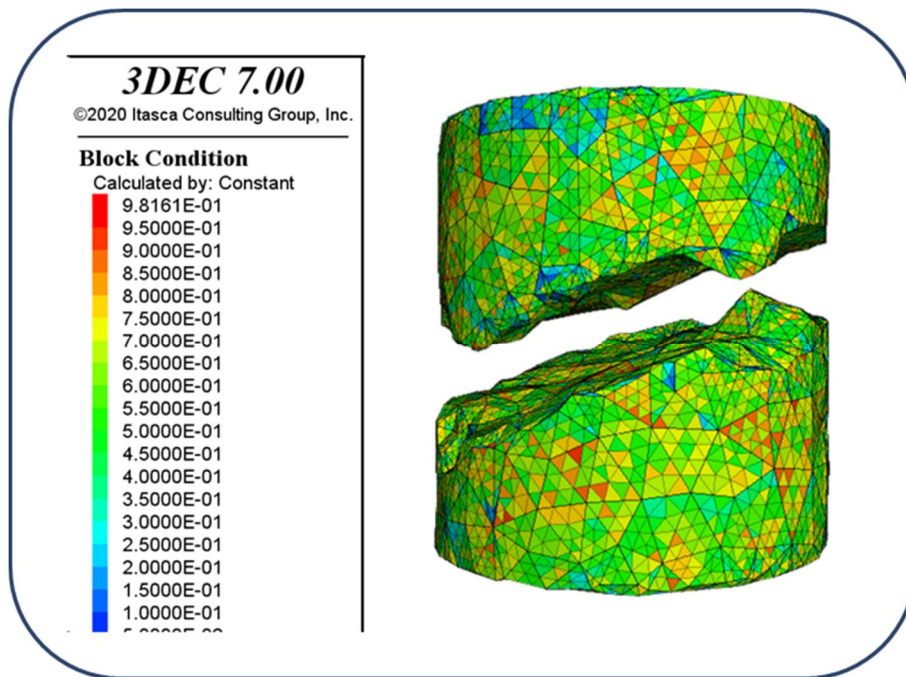 3DEC 7.00
©2020 Itasca Consulting Group, Inc.
Block Condition
Calculated by: Constant
9.8161E-01
9.5000E-01
9.0000E-01
8.5000E-01
8.0000E-01
7.5000E-01
7.0000E-01
6.5000E-01
6.0000E-01
5.5000E-01
5.0000E-01
4.5000E-01
4.0000E-01
3.5000E-01
3.0000E-01
2.5000E-01
2.0000E-01
1.5000E-01
1.0000E-01